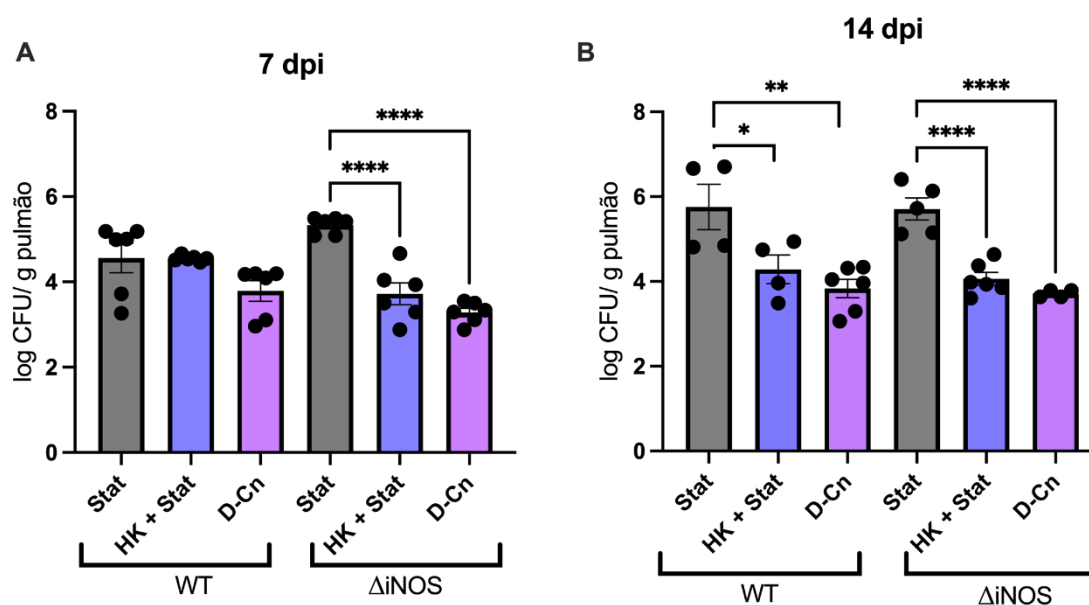 A
7 dpi
log CFU/ g pulmão
8
6
4
2
0
****
****
Stat
HK + Stat
D-Cn
Stat
HK + Stat
D-Cn
WT
ΔiNOS
B
14 dpi
log CFU/ g pulmão
8
6
4
2
0
**
*
****
****
Stat
HK + Stat
D-Cn
Stat
HK + Stat
D-Cn
WT
ΔiNOS